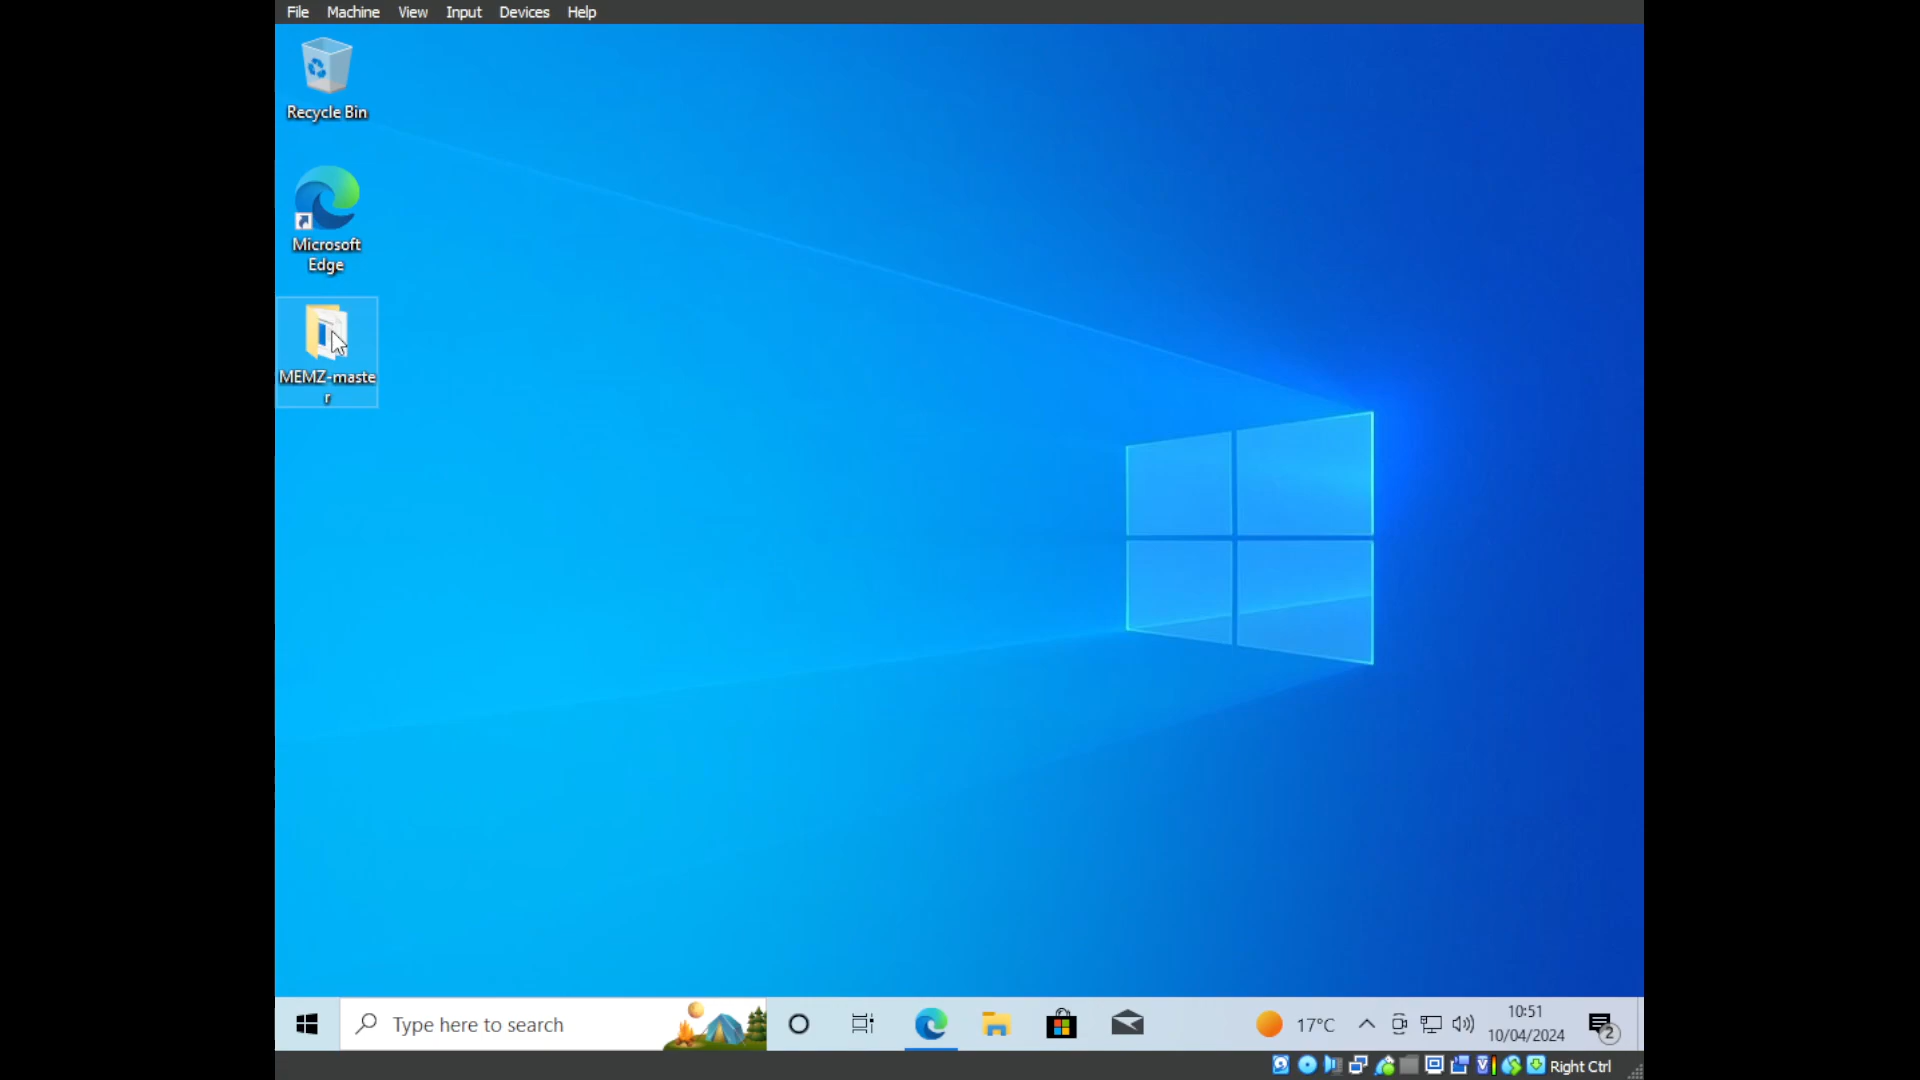 File Machine View Input Devices Help
Recycle Bin
Microsoft
Edge
MEMZ-maste
r
Type here to search
17°C
10:51
10/04/2024
2
Right Ctrl